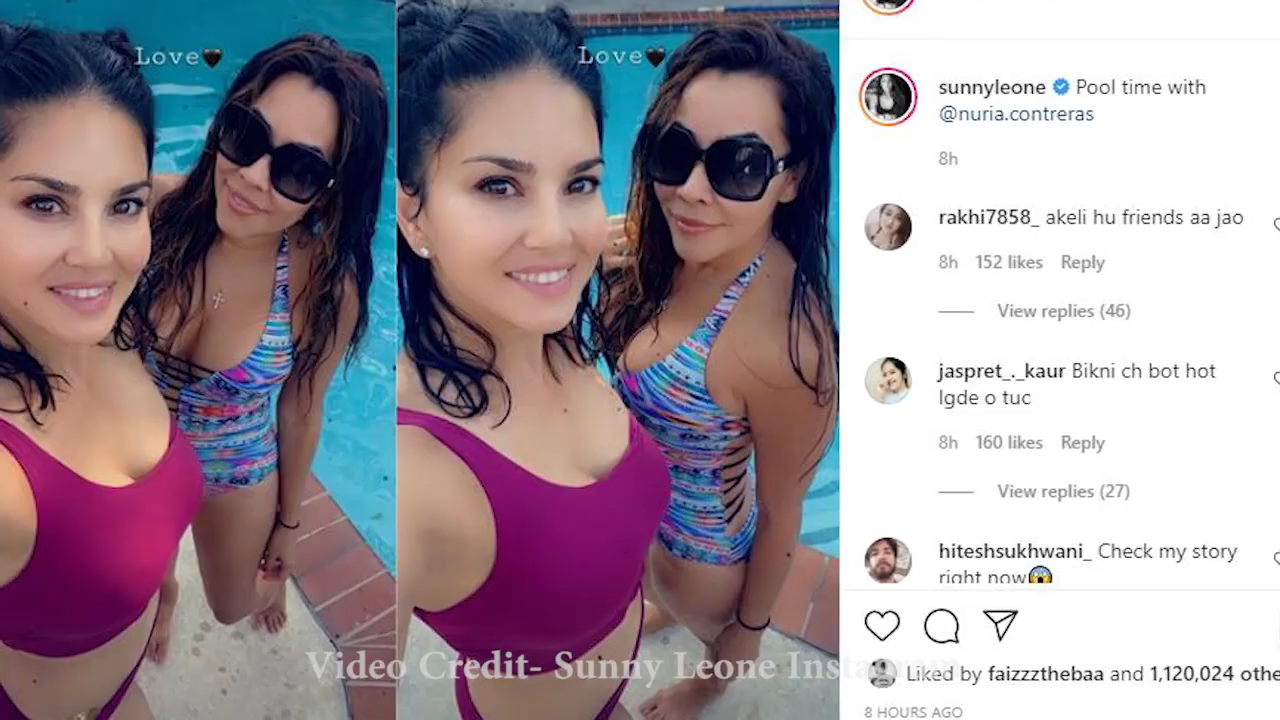 Love🖤
Love🖤
sunnyleone Pool time with
@nuria.contreras
8h
rakhi7858_ akeli hu friends aa jao
8h 152 likes Reply
View replies (46)
jaspret_._kaur Bikni ch bot hot
lgde o tuc
8h 160 likes Reply
View replies (27)
hiteshsukhwani_ Check my story
right now😱
Video Credit- Sunny Leone Instagram
Liked by faizzzthebaa and 1,120,024 othe
8 HOURS AGO